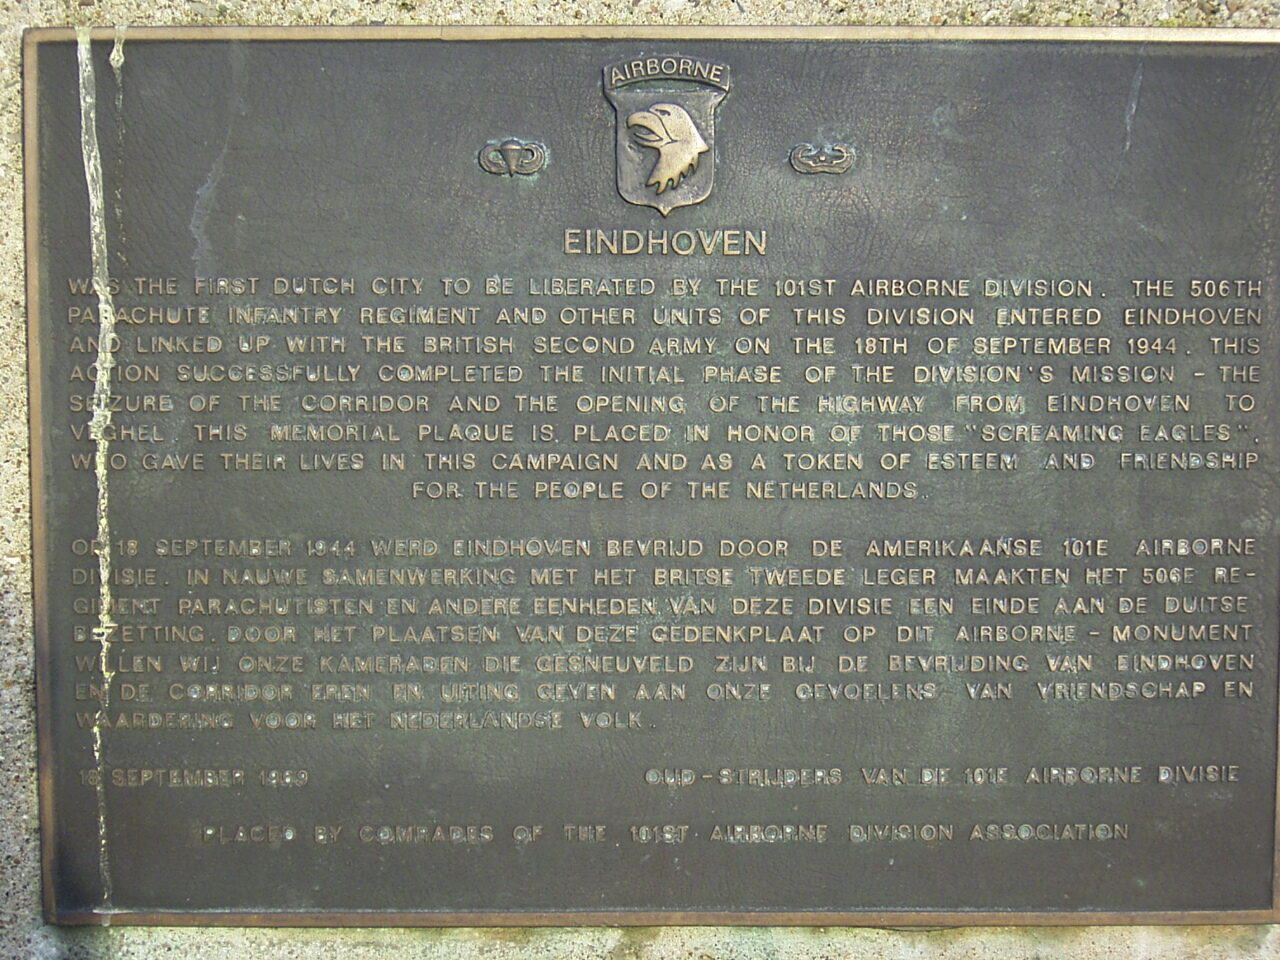 AIRBORNE
EINDHOVEN
WAS THE FIRST DUTCH CITY TO BE LIBERATED BY THE 101ST AIRBORNE DIVISION. THE 506TH
PARACHUTE INFANTRY REGIMENT AND OTHER UNITS OF THIS DIVISION ENTERED EINDHOVEN
AND LINKED UP WITH THE BRITISH SECOND ARMY ON THE 18TH OF SEPTEMBER 1944. THIS
ACTION SUCCESSFULLY COMPLETED THE INITIAL PHASE OF THE DIVISION'S MISSION - THE
SEIZURE OF THE CORRIDOR AND THE OPENING OF THE HIGHWAY FROM EINDHOVEN TO
VEGHEL THIS MEMORIAL PLAQUE IS PLACED IN HONOR OF THOSE "SCREAMING EAGLES",
WHO GAVE THEIR LIVES IN THIS CAMPAIGN AND AS A TOKEN OF ESTEEM AND FRIENDSHIP
FOR THE PEOPLE OF THE NETHERLANDS.
OP 18 SEPTEMBER 1944 WERD EINDHOVEN BEVRIJD DOOR DE AMERIKAANSE 101E AIRBORNE
DIVISIE. IN NAUWE SAMENWERKING MET HET BRITSE TWEEDE LEGER MAAKTEN HET 506E RE-
GIMENT PARACHUTISTEN EN ANDERE EENHEDEN VAN DEZE DIVISIE EEN EINDE AAN DE DUITSE
BEZETTING. DOOR HET PLAATSEN VAN DEZE GEDENKPLAAT OP DIT AIRBORNE - MONUMENT
WILLEN WIJ ONZE KAMERADEN DIE GESNEUVELD ZIJN BIJ DE BEVRIJDING VAN EINDHOVEN
EN DE CORRIDOR EREN EN UITING GEVEN AAN ONZE GEVOELENS VAN VRIENDSCHAP EN
WAARDERING VOOR HET NEDERLANDSE VOLK.
18 SEPTEMBER 1969 OUD-STRIJDERS VAN DE 101E AIRBORNE DIVISIE
PLACED BY COMRADES OF THE 101ST AIRBORNE DIVISION ASSOCIATION